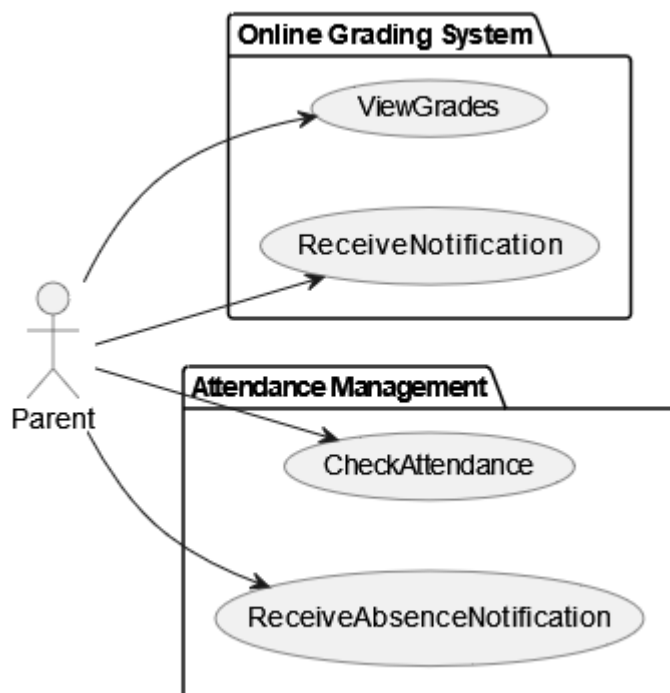 Online Grading System
ViewGrades
ReceiveNotification
Parent
Attendance Management
CheckAttendance
ReceiveAbsenceNotification